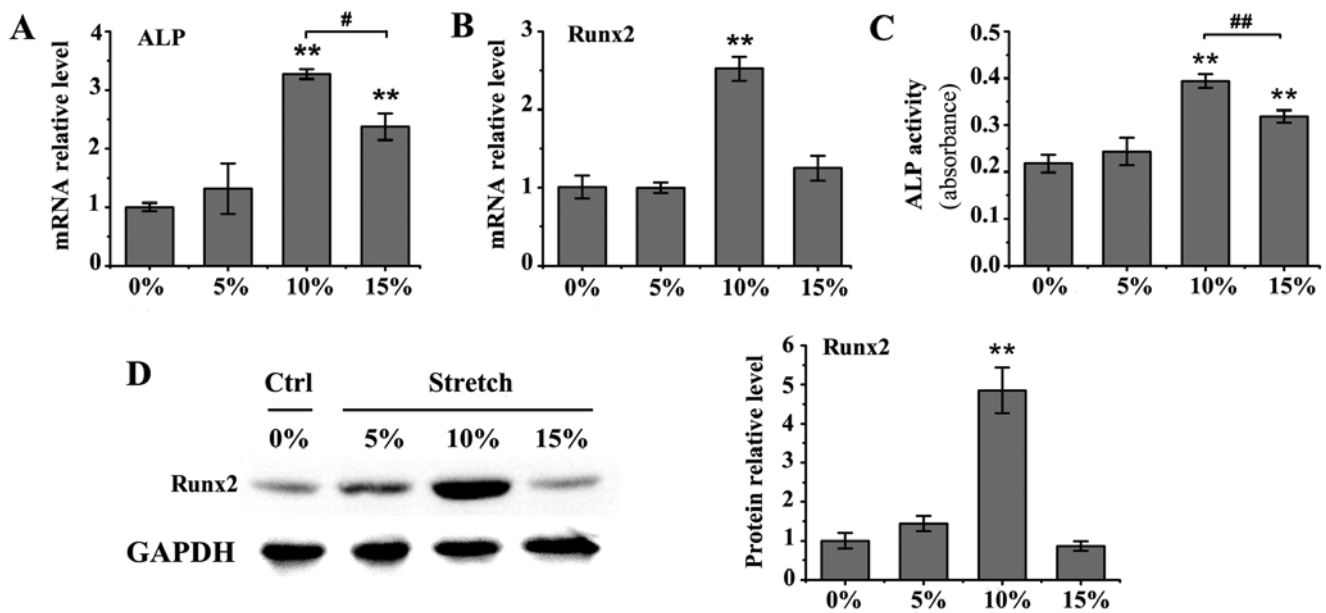 A
ALP
#
**
**
mRNA relative level
4
3
2
1
0
0% 5% 10% 15%
B
Runx2
**
mRNA relative level
3
2
1
0
0% 5% 10% 15%
C
##
**
**
ALP activity
(absorbance)
0.5
0.4
0.3
0.2
0.1
0.0
0% 5% 10% 15%
D
Ctrl Stretch
0% 5% 10% 15%
Runx2
GAPDH
Runx2
**
Protein relative level
6
5
4
3
2
1
0
0% 5% 10% 15%